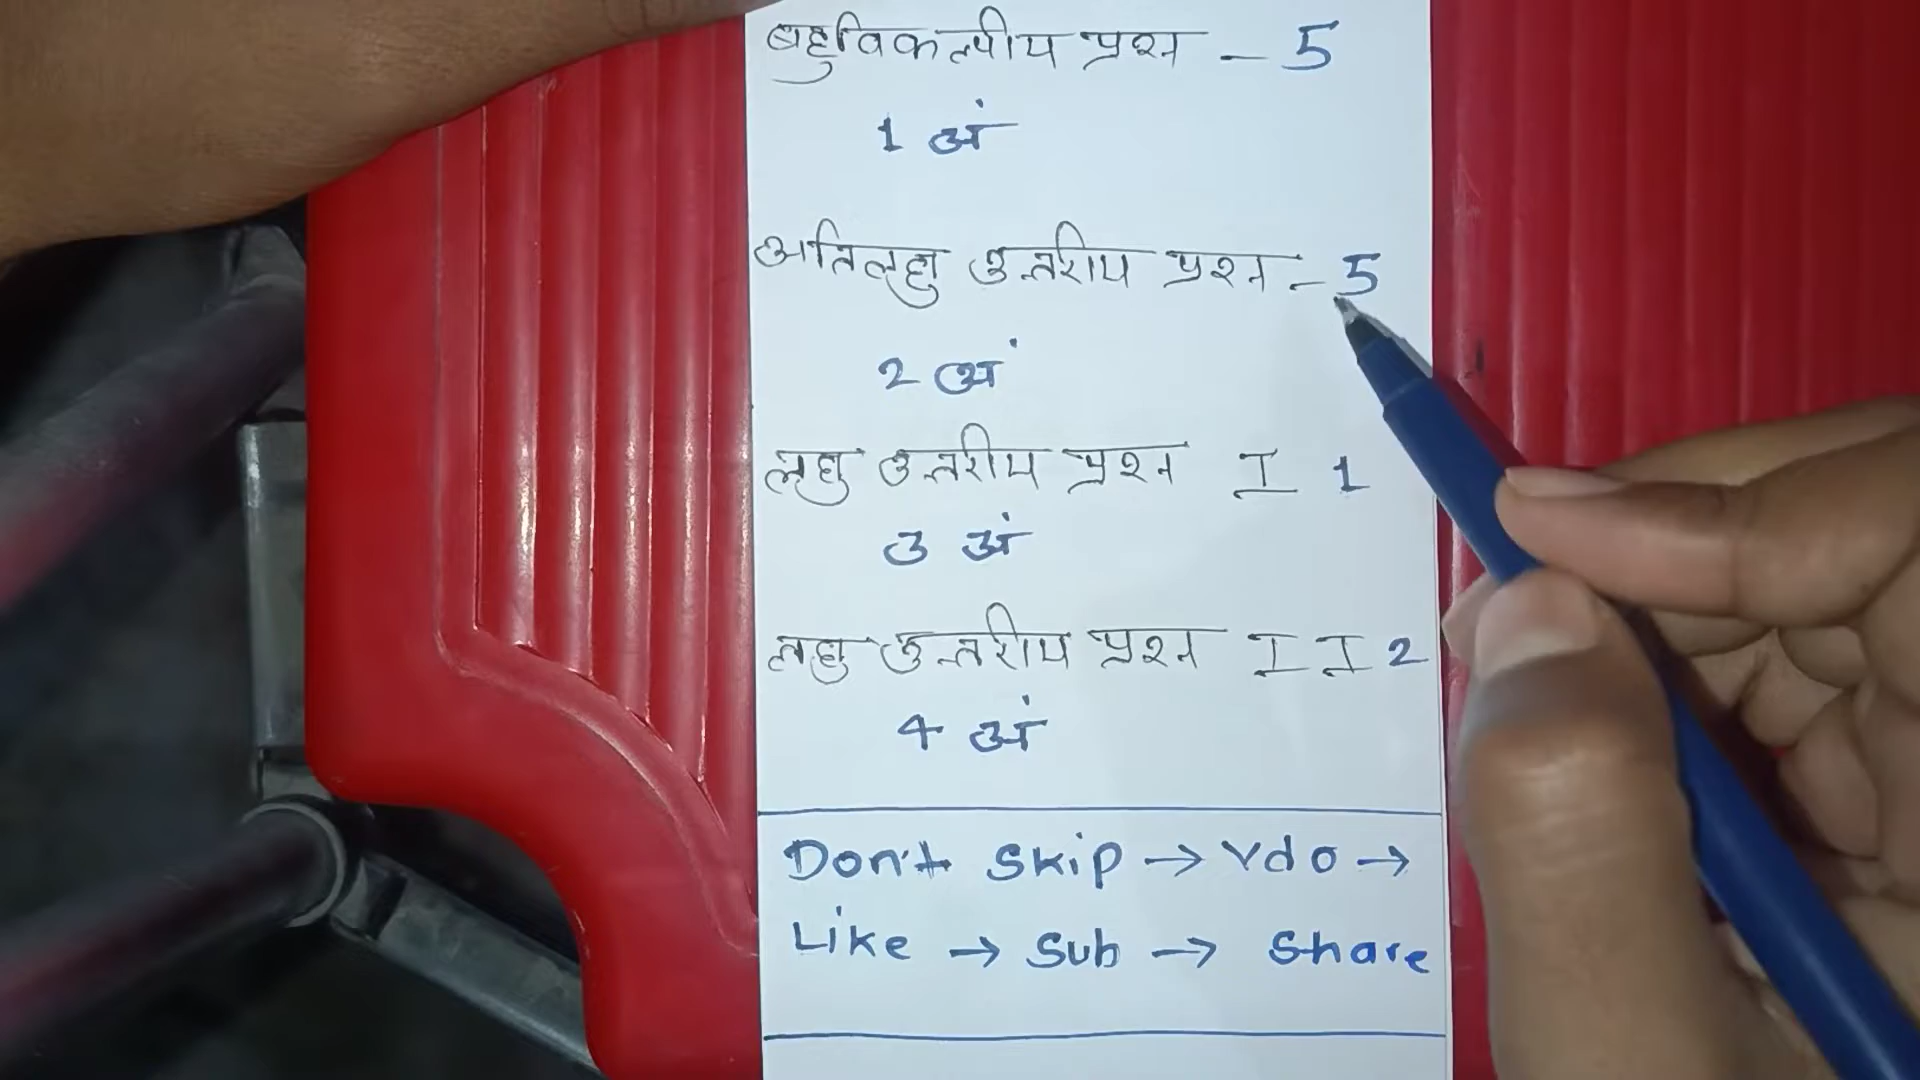 बहुविकल्पीय प्रश्न - 5
1 अं
अतिलघु उत्तरीय प्रश्न - 5
2 अं
लघु उत्तरीय प्रश्न I 1
3 अं
लघु उत्तरीय प्रश्न II 2
4 अं
Don't Skip → Vdo →
Like → Sub → Share